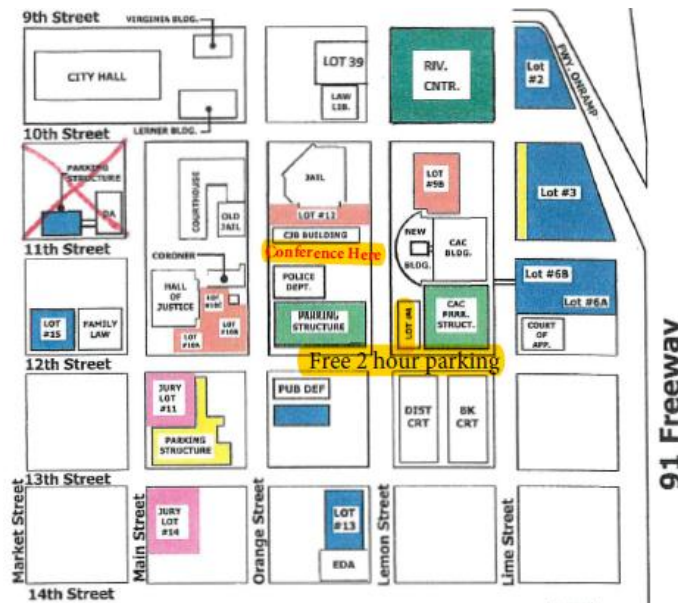 9th Street
VIRGINIA BLDG.
CITY HALL
LERNER BLDG.
LOT 39
LAW
LIB.
RIV.
CNTR.
Lot
#2
FWY. ONRAMP
10th Street
PARKING
STRUCTURE
DA
COURTHOUSE
OLD
JAIL
JAIL
LOT #12
CJB BUILDING
Conference Here
LOT
#9B
NEW
BLDG.
CAC
BLDG.
Lot #3
11th Street
CORONER
HALL
OF
JUSTICE
LOT
#10C
LOT
#10B
LOT
#10A
POLICE
DEPT.
PARKING
STRUCTURE
LOT #4
CAC
PARK.
STRUCT.
Lot #6B
Lot #6A
COURT
OF
APP.
LOT
#15
FAMILY
LAW
12th Street
Free 2 hour parking
JURY
LOT
#11
PARKING
STRUCTURE
PUB DEF
DIST
CRT
BK
CRT
91 Freeway
13th Street
JURY
LOT
#14
LOT
#13
EDA
Market Street
Main Street
Orange Street
Lemon Street
Lime Street
14th Street